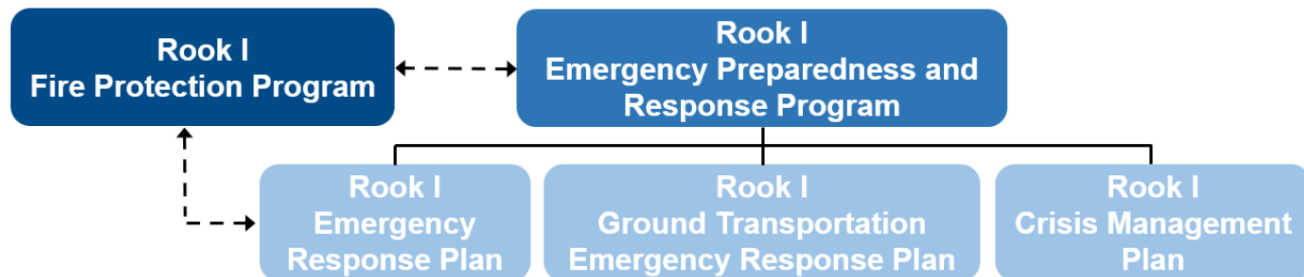 Rook I
Fire Protection Program
Rook I
Emergency Preparedness and
Response Program
Rook I
Emergency
Response Plan
Rook I
Ground Transportation
Emergency Response Plan
Rook I
Crisis Management
Plan